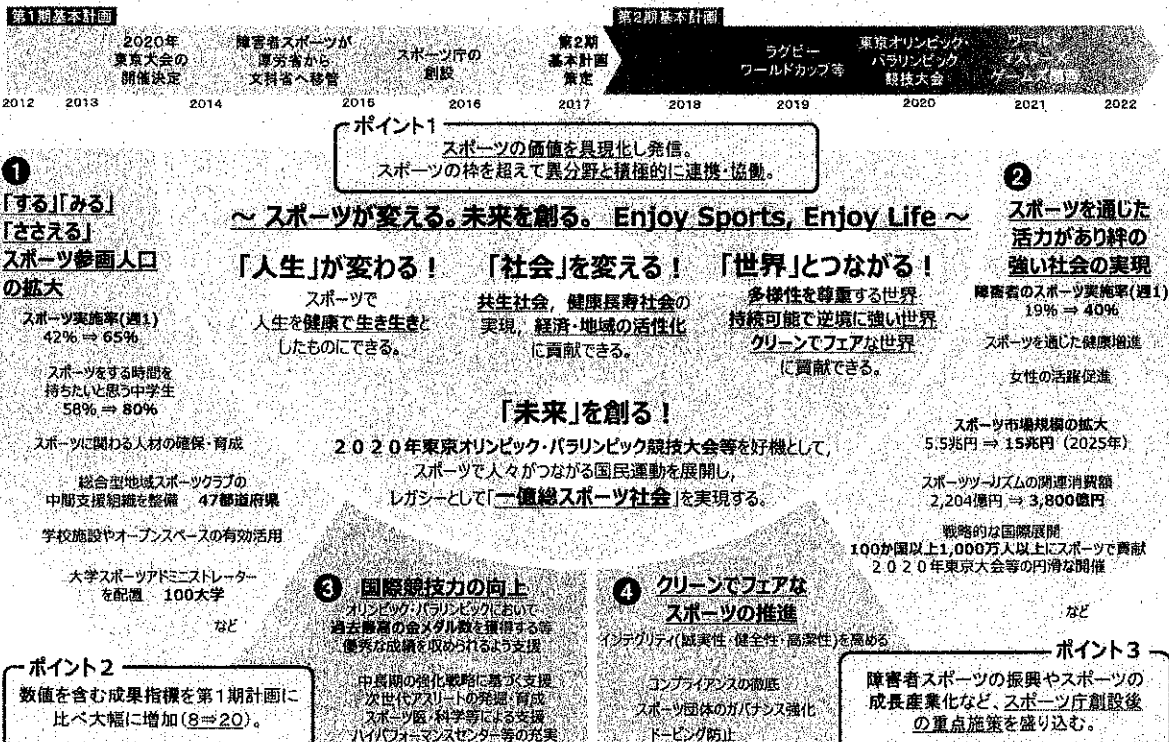 第1期基本計画
第2期基本計画
2020年
東京大会の
開催決定
障害者スポーツが
厚労省から
文科省へ移管
スポーツ庁の
創設
第2期
基本計画
策定
ラグビー
ワールドカップ等
東京オリンピック・
パラリンピック
競技大会
ワールド
マスターズ
ゲームズ関西
2012 2013 2014 2015 2016 2017 2018 2019 2020 2021 2022
ポイント1
スポーツの価値を具現化し発信。
スポーツの枠を超えて異分野と積極的に連携・協働。
❶
「する」「みる」
「ささえる」
スポーツ参画人口
の拡大
スポーツ実施率(週1)
42% ⇒ 65%
スポーツをする時間を
持ちたいと思う中学生
58% ⇒ 80%
スポーツに関わる人材の確保・育成
総合型地域スポーツクラブの
中間支援組織を整備 47都道府県
学校施設やオープンスペースの有効活用
大学スポーツアドミニストレーター
を配置 100大学
など
～ スポーツが変える。未来を創る。 Enjoy Sports, Enjoy Life ～
「人生」が変わる！
スポーツで
人生を健康で生き生きと
したものにできる。
「社会」を変える！
共生社会，健康長寿社会の
実現，経済・地域の活性化
に貢献できる。
「世界」とつながる！
多様性を尊重する世界
持続可能で逆境に強い世界
クリーンでフェアな世界
に貢献できる。
「未来」を創る！
2020年東京オリンピック・パラリンピック競技大会等を好機として，
スポーツで人々がつながる国民運動を展開し，
レガシーとして「一億総スポーツ社会」を実現する。
❷
スポーツを通じた
活力があり絆の
強い社会の実現
障害者のスポーツ実施率(週1)
19% ⇒ 40%
スポーツを通じた健康増進
女性の活躍促進
スポーツ市場規模の拡大
5.5兆円 ⇒ 15兆円 (2025年)
スポーツツーリズムの関連消費額
2,204億円 ⇒ 3,800億円
戦略的な国際展開
100か国以上1,000万人以上にスポーツで貢献
2020年東京大会等の円滑な開催
など
❸ 国際競技力の向上
オリンピック・パラリンピックにおいて
過去最高の金メダル数を獲得する等
優秀な成績を収められるよう支援
中長期の強化戦略に基づく支援
次世代アスリートの発掘・育成
スポーツ医・科学等による支援
ハイパフォーマンスセンター等の充実
❹ クリーンでフェアな
スポーツの推進
インテグリティ(誠実性・健全性・高潔性)を高める
コンプライアンスの徹底
スポーツ団体のガバナンス強化
ドーピング防止
ポイント2
数値を含む成果指標を第1期計画に
比べ大幅に増加(8⇒20)。
ポイント3
障害者スポーツの振興やスポーツの
成長産業化など、スポーツ庁創設後
の重点施策を盛り込む。